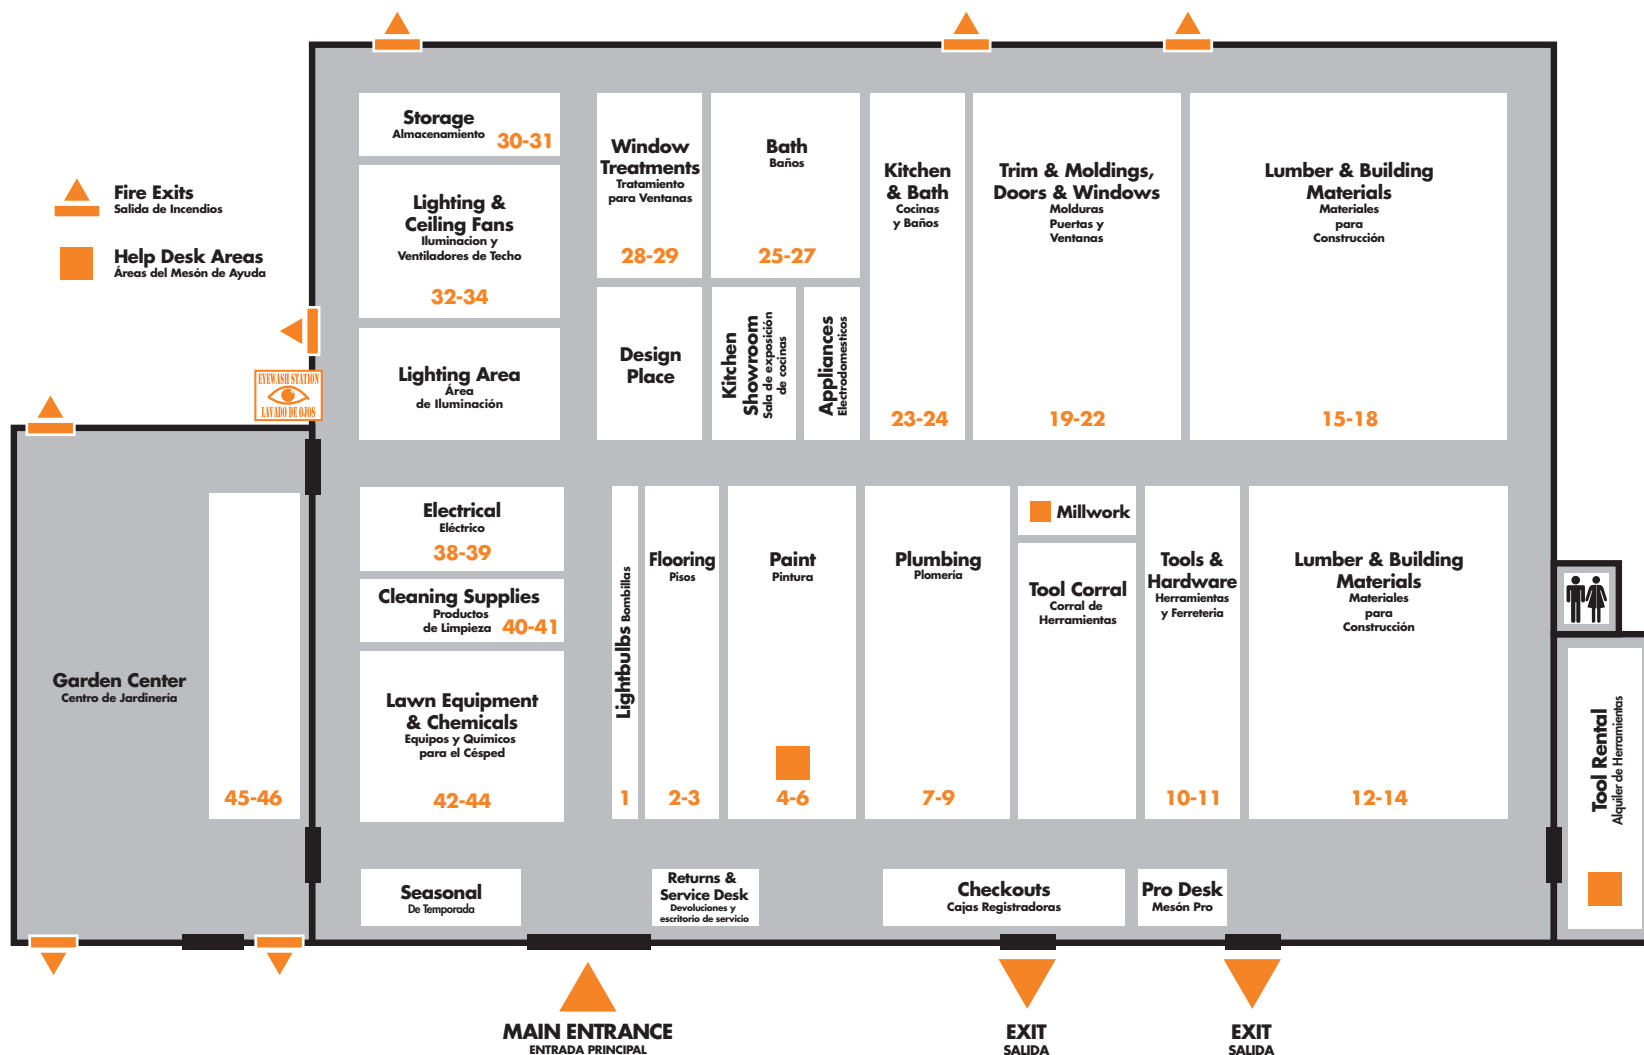 Fire Exits
Salida de Incendios
Help Desk Areas
Áreas del Mesón de Ayuda
EYEWASH STATION
LAVADO DE OJOS
Storage
Almacenamiento
30-31
Lighting &
Ceiling Fans
Iluminacion y
Ventiladores de Techo
32-34
Lighting Area
Área
de Iluminación
Window
Treatments
Tratamiento
para Ventanas
28-29
Bath
Baños
25-27
Kitchen
& Bath
Cocinas
y Baños
23-24
Trim & Moldings,
Doors & Windows
Molduras
Puertas y
Ventanas
19-22
Lumber & Building
Materials
Materiales
para
Construcción
15-18
Design
Place
Kitchen
Showroom
Sala de exposición
de cocinas
Appliances
Electrodomesticos
Garden Center
Centro de Jardinería
45-46
Electrical
Eléctrico
38-39
Cleaning Supplies
Productos
de Limpieza
40-41
Lawn Equipment
& Chemicals
Equipos y Químicos
para el Césped
42-44
Lightbulbs Bombillas
1
Flooring
Pisos
2-3
Paint
Pintura
4-6
Plumbing
Plomería
7-9
Millwork
Tool Corral
Corral de
Herramientas
Tools &
Hardware
Herramientas
y Ferreteria
10-11
Lumber & Building
Materials
Materiales
para
Construcción
12-14
Tool Rental
Alquiler de Herramientas
Seasonal
De Temporada
Returns &
Service Desk
Devoluciones y
escritorio de servicio
Checkouts
Cajas Registradoras
Pro Desk
Mesón Pro
MAIN ENTRANCE
ENTRADA PRINCIPAL
EXIT
SALIDA
EXIT
SALIDA